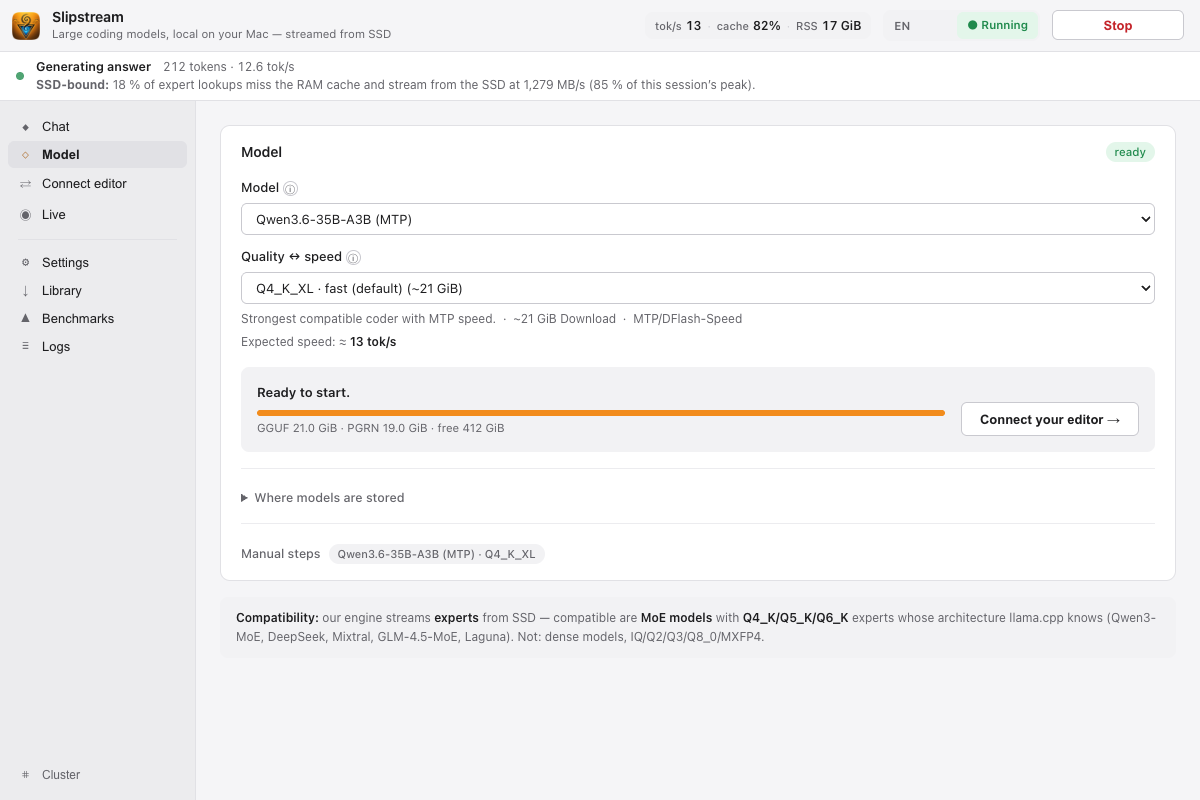 Slipstream
Large coding models, local on your Mac — streamed from SSD
tok/s 13 · cache 82% · RSS 17 GiB
EN
Running
Stop
Generating answer 212 tokens · 12.6 tok/s
SSD-bound: 18 % of expert lookups miss the RAM cache and stream from the SSD at 1,279 MB/s (85 % of this session's peak).
Chat
Model
Connect editor
Live
Settings
Library
Benchmarks
Logs
Cluster
Model
ready
Model
Qwen3.6-35B-A3B (MTP)
Quality ↔ speed
Q4_K_XL · fast (default) (~21 GiB)
Strongest compatible coder with MTP speed. · ~21 GiB Download · MTP/DFlash-Speed
Expected speed: ≈ 13 tok/s
Ready to start.
GGUF 21.0 GiB · PGRN 19.0 GiB · free 412 GiB
Connect your editor →
Where models are stored
Manual steps Qwen3.6-35B-A3B (MTP) · Q4_K_XL
Compatibility: our engine streams experts from SSD — compatible are MoE models with Q4_K/Q5_K/Q6_K experts whose architecture llama.cpp knows (Qwen3-
MoE, DeepSeek, Mixtral, GLM-4.5-MoE, Laguna). Not: dense models, IQ/Q2/Q3/Q8_0/MXFP4.